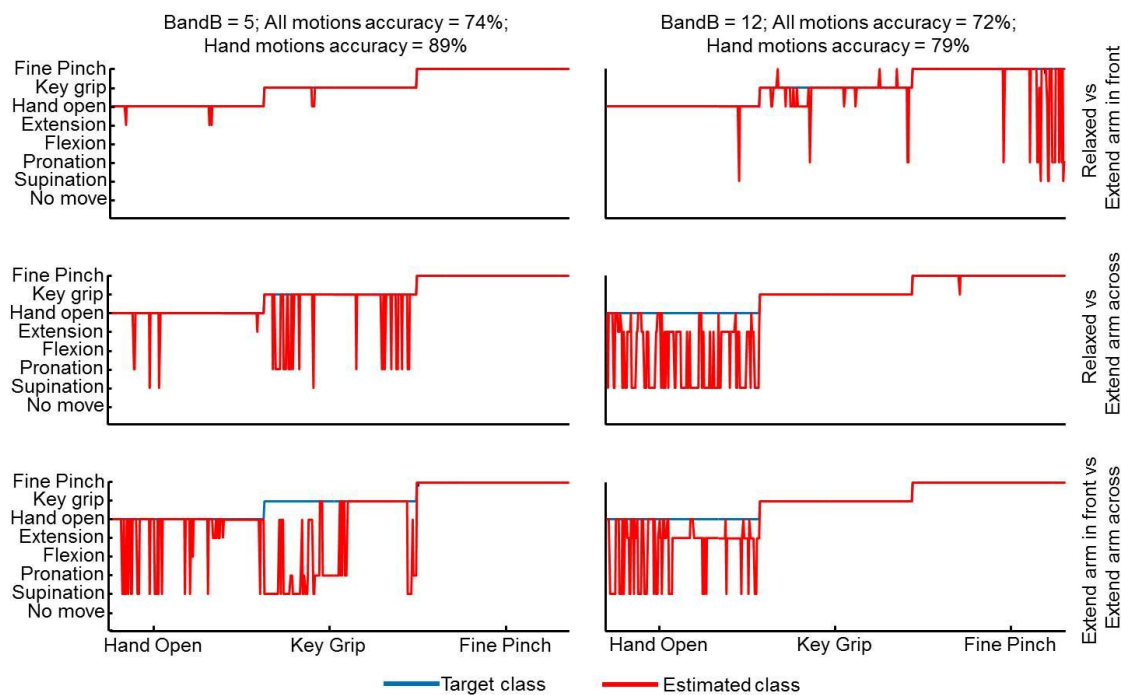 BandB = 5; All motions accuracy = 74%;
Hand motions accuracy = 89%
BandB = 12; All motions accuracy = 72%;
Hand motions accuracy = 79%
Fine Pinch
Key grip
Hand open
Extension
Flexion
Pronation
Supination
No move
Relaxed vs
Extend arm in front
Fine Pinch
Key grip
Hand open
Extension
Flexion
Pronation
Supination
No move
Relaxed vs
Extend arm across
Fine Pinch
Key grip
Hand open
Extension
Flexion
Pronation
Supination
No move
Extend arm in front vs
Extend arm across
Hand Open
Key Grip
Fine Pinch
Hand Open
Key Grip
Fine Pinch
Target class
Estimated class